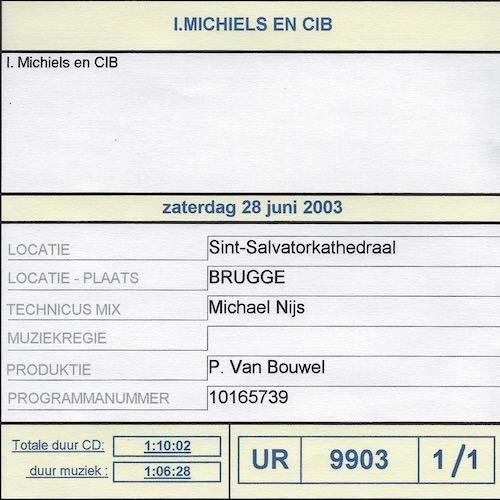 I.MICHIELS EN CIB
I. Michiels en CIB
zaterdag 28 juni 2003
LOCATIE Sint-Salvatorkathedraal
LOCATIE - PLAATS BRUGGE
TECHNICUS MIX Michael Nijs
MUZIEKREGIE
PRODUKTIE P. Van Bouwel
PROGRAMMANUMMER 10165739
Totale duur CD: 1:10:02
duur muziek : 1:06:28
UR 9903 1/1